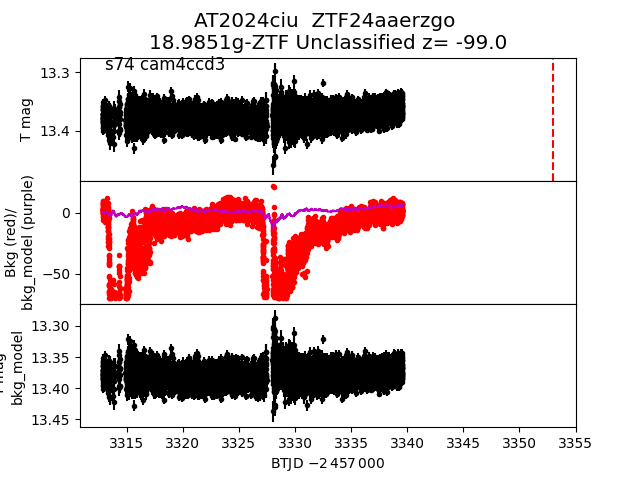 AT2024ciu  ZTF24aaerzgo
18.9851g-ZTF Unclassified z= -99.0
s74 cam4ccd3
13.3
13.4
T mag
0
−50
Bkg (red)/
bkg_model (purple)
13.30
13.35
13.40
13.45
mag
bkg_model
3315
3320
3325
3330
3335
3340
3345
3350
3355
BTJD −2 457 000